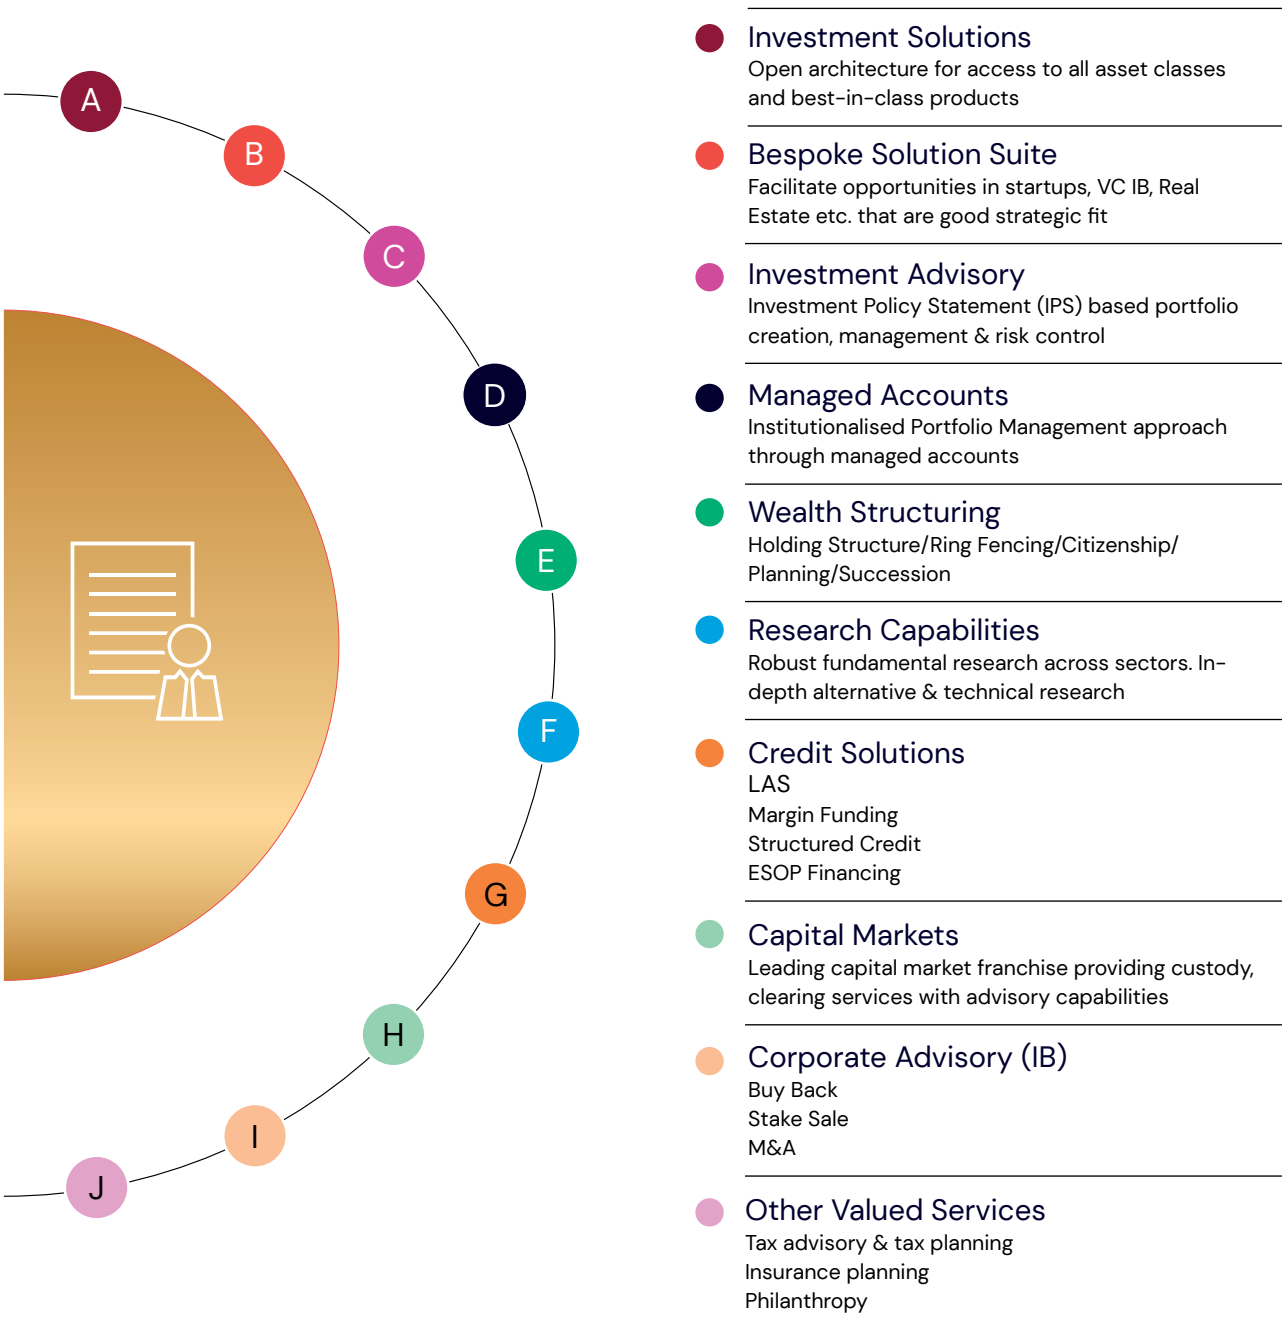 A
B
C
D
E
F
G
H
I
J
Investment Solutions
Open architecture for access to all asset classes
and best-in-class products
Bespoke Solution Suite
Facilitate opportunities in startups, VC IB, Real
Estate etc. that are good strategic fit
Investment Advisory
Investment Policy Statement (IPS) based portfolio
creation, management & risk control
Managed Accounts
Institutionalised Portfolio Management approach
through managed accounts
Wealth Structuring
Holding Structure/Ring Fencing/Citizenship/
Planning/Succession
Research Capabilities
Robust fundamental research across sectors. In-
depth alternative & technical research
Credit Solutions
LAS
Margin Funding
Structured Credit
ESOP Financing
Capital Markets
Leading capital market franchise providing custody,
clearing services with advisory capabilities
Corporate Advisory (IB)
Buy Back
Stake Sale
M&A
Other Valued Services
Tax advisory & tax planning
Insurance planning
Philanthropy